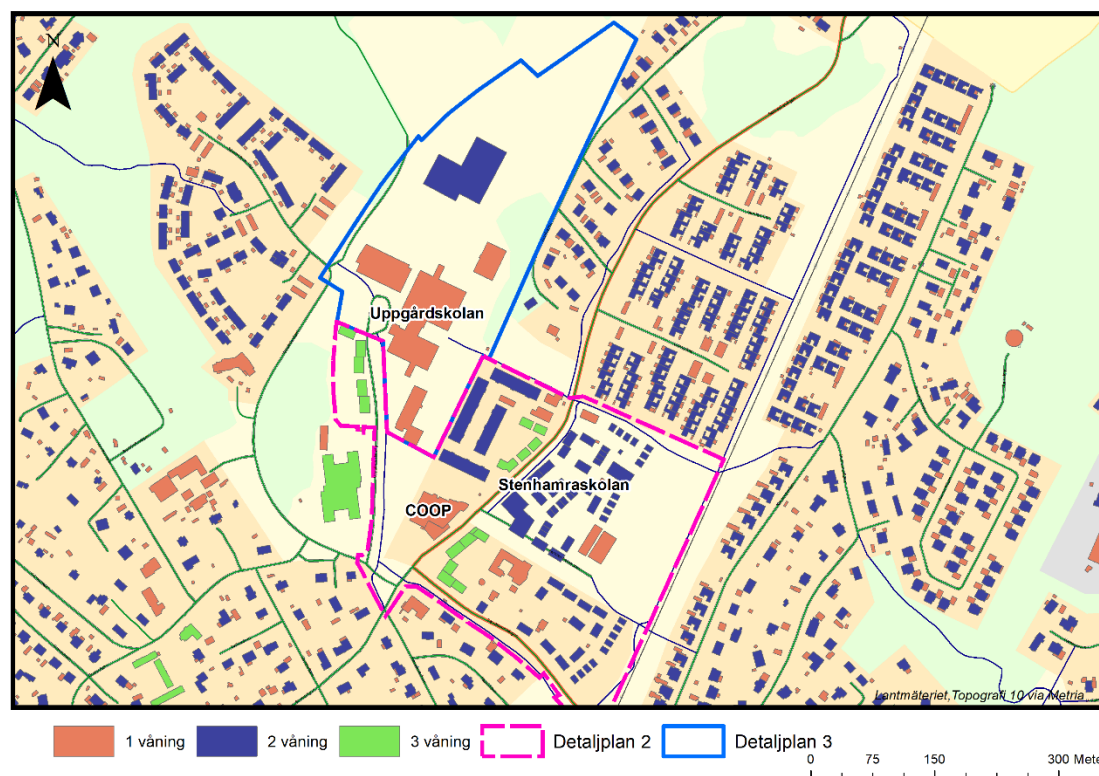 N
Uppgårdskolan
Stenhamraskolan
COOP
Lantmäteriet,Topografi 10 via Metria
1 våning
2 våning
3 våning
Detaljplan 2
Detaljplan 3
0 75 150 300 Mete